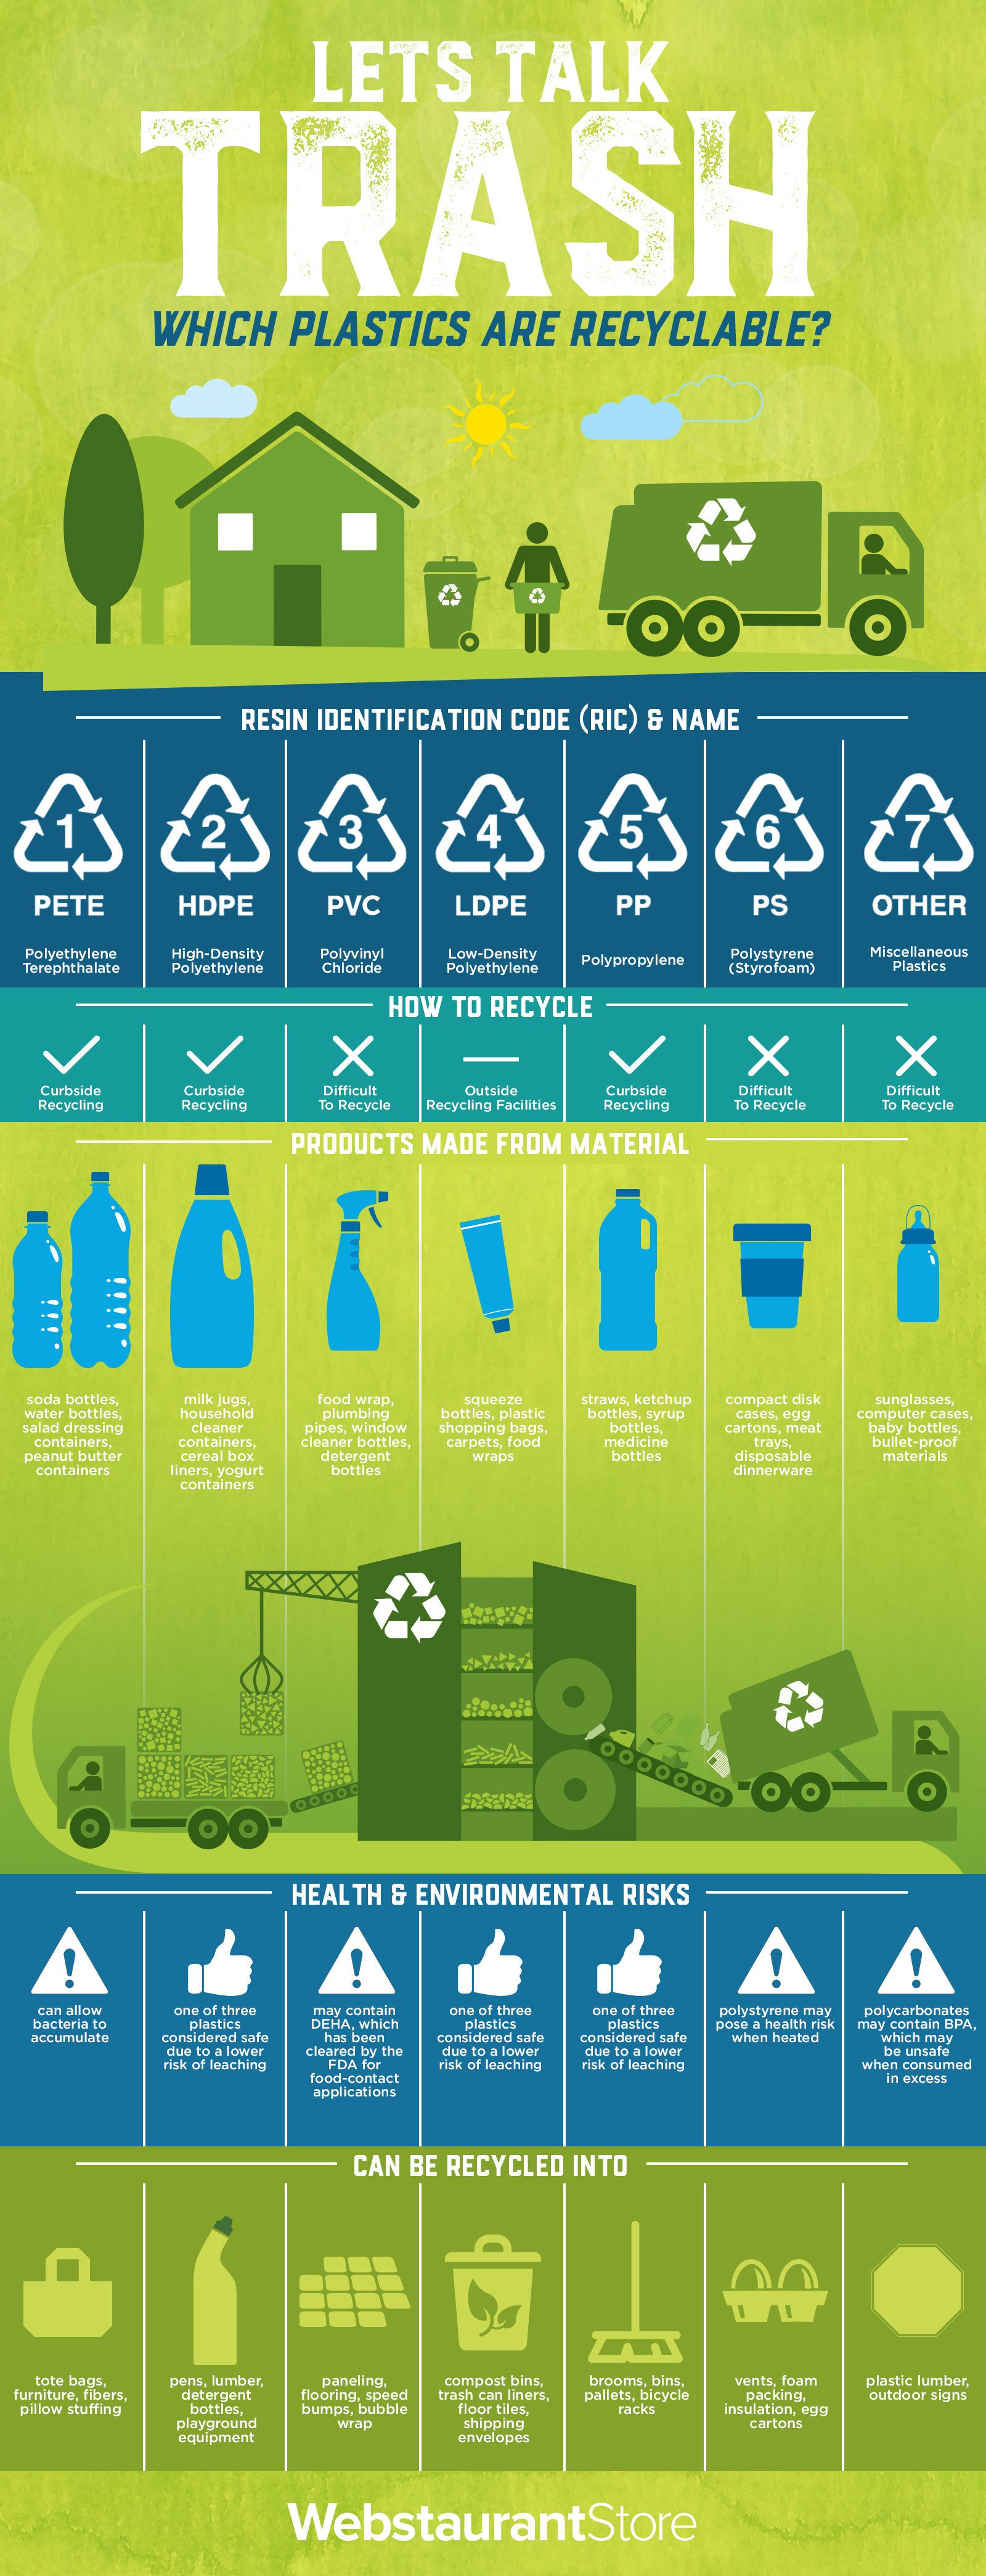 LETS TALK
TRASH
WHICH PLASTICS ARE RECYCLABLE?
RESIN IDENTIFICATION CODE (RIC) & NAME
1
PETE
Polyethylene
Terephthalate
2
HDPE
High-Density
Polyethylene
3
PVC
Polyvinyl
Chloride
4
LDPE
Low-Density
Polyethylene
5
PP
Polypropylene
6
PS
Polystyrene
(Styrofoam)
7
OTHER
Miscellaneous
Plastics
HOW TO RECYCLE
Curbside
Recycling
Curbside
Recycling
Difficult
To Recycle
Outside
Recycling Facilities
Curbside
Recycling
Difficult
To Recycle
Difficult
To Recycle
PRODUCTS MADE FROM MATERIAL
soda bottles,
water bottles,
salad dressing
containers,
peanut butter
containers
milk jugs,
household
cleaner
containers,
cereal box
liners, yogurt
containers
food wrap,
plumbing
pipes, window
cleaner bottles,
detergent
bottles
squeeze
bottles, plastic
shopping bags,
carpets, food
wraps
straws, ketchup
bottles, syrup
bottles,
medicine
bottles
compact disk
cases, egg
cartons, meat
trays,
disposable
dinnerware
sunglasses,
computer cases,
baby bottles,
bullet-proof
materials
HEALTH & ENVIRONMENTAL RISKS
can allow
bacteria to
accumulate
one of three
plastics
considered safe
due to a lower
risk of leaching
may contain
DEHA, which
has been
cleared by the
FDA for
food-contact
applications
one of three
plastics
considered safe
due to a lower
risk of leaching
one of three
plastics
considered safe
due to a lower
risk of leaching
polystyrene may
pose a health risk
when heated
polycarbonates
may contain BPA,
which may
be unsafe
when consumed
in excess
CAN BE RECYCLED INTO
tote bags,
furniture, fibers,
pillow stuffing
pens, lumber,
detergent
bottles,
playground
equipment
paneling,
flooring, speed
bumps, bubble
wrap
compost bins,
trash can liners,
floor tiles,
shipping
envelopes
brooms, bins,
pallets, bicycle
racks
vents, foam
packing,
insulation, egg
cartons
plastic lumber,
outdoor signs
WebstaurantStore